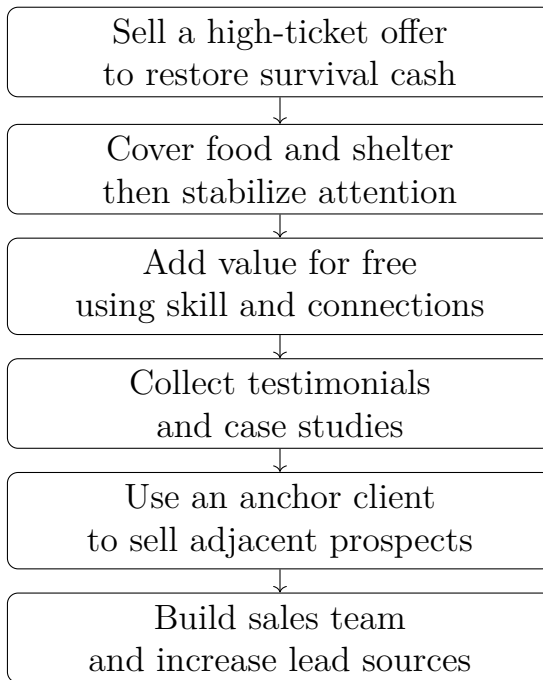 Sell a high-ticket offer
to restore survival cash
Cover food and shelter
then stabilize attention
Add value for free
using skill and connections
Collect testimonials
and case studies
Use an anchor client
to sell adjacent prospects
Build sales team
and increase lead sources